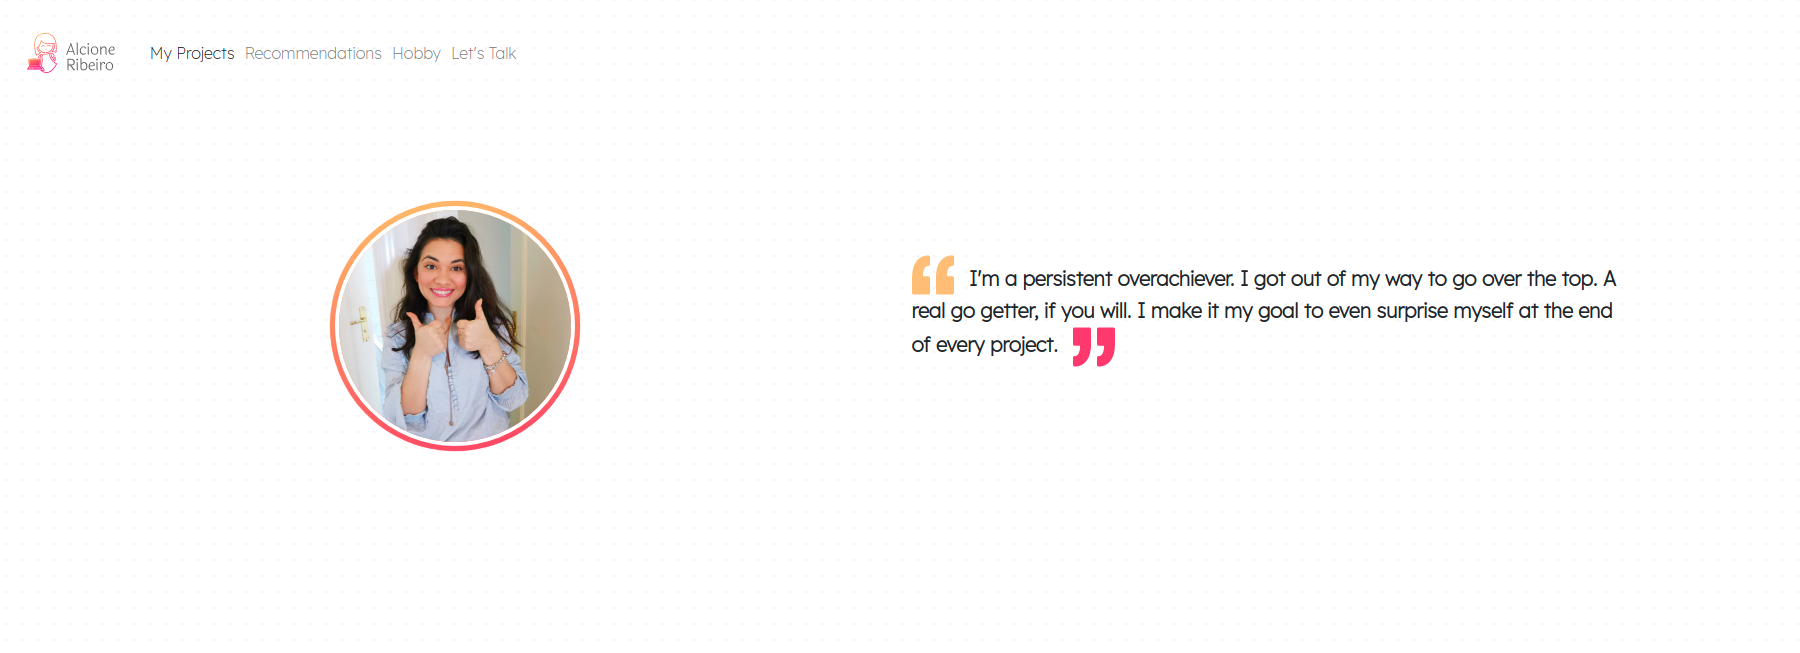 Alcione
Ribeiro
My Projects Recommendations Hobby Let's Talk
“ I'm a persistent overachiever. I got out of my way to go over the top. A
real go getter, if you will. I make it my goal to even surprise myself at the end
of every project. ”